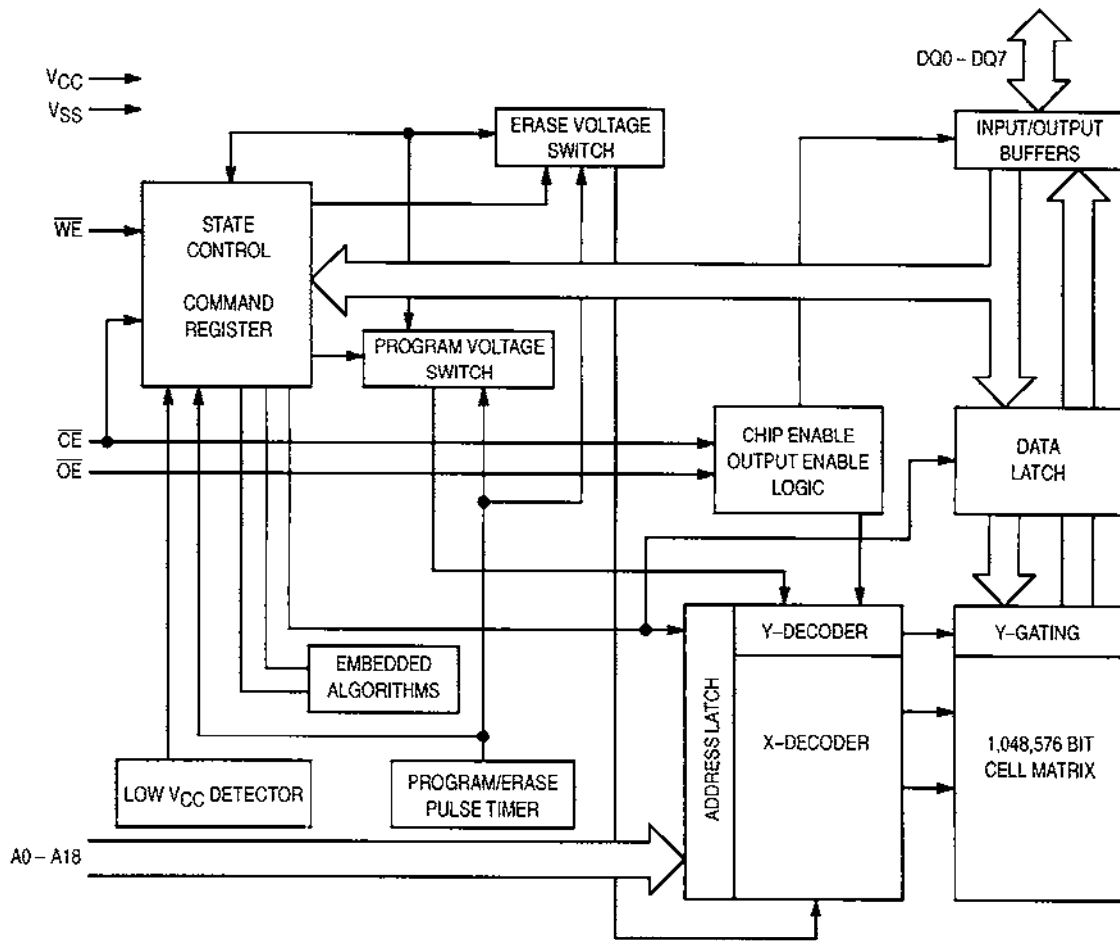 DQ0 – DQ7
VCC
VSS
ERASE VOLTAGE
SWITCH
INPUT/OUTPUT
BUFFERS
WE
STATE
CONTROL
COMMAND
REGISTER
PROGRAM VOLTAGE
SWITCH
CE
OE
CHIP ENABLE
OUTPUT ENABLE
LOGIC
DATA
LATCH
Y–DECODER
Y–GATING
EMBEDDED
ALGORITHMS
ADDRESS LATCH
X–DECODER
1,048,576 BIT
CELL MATRIX
LOW VCC DETECTOR
PROGRAM/ERASE
PULSE TIMER
A0 – A18